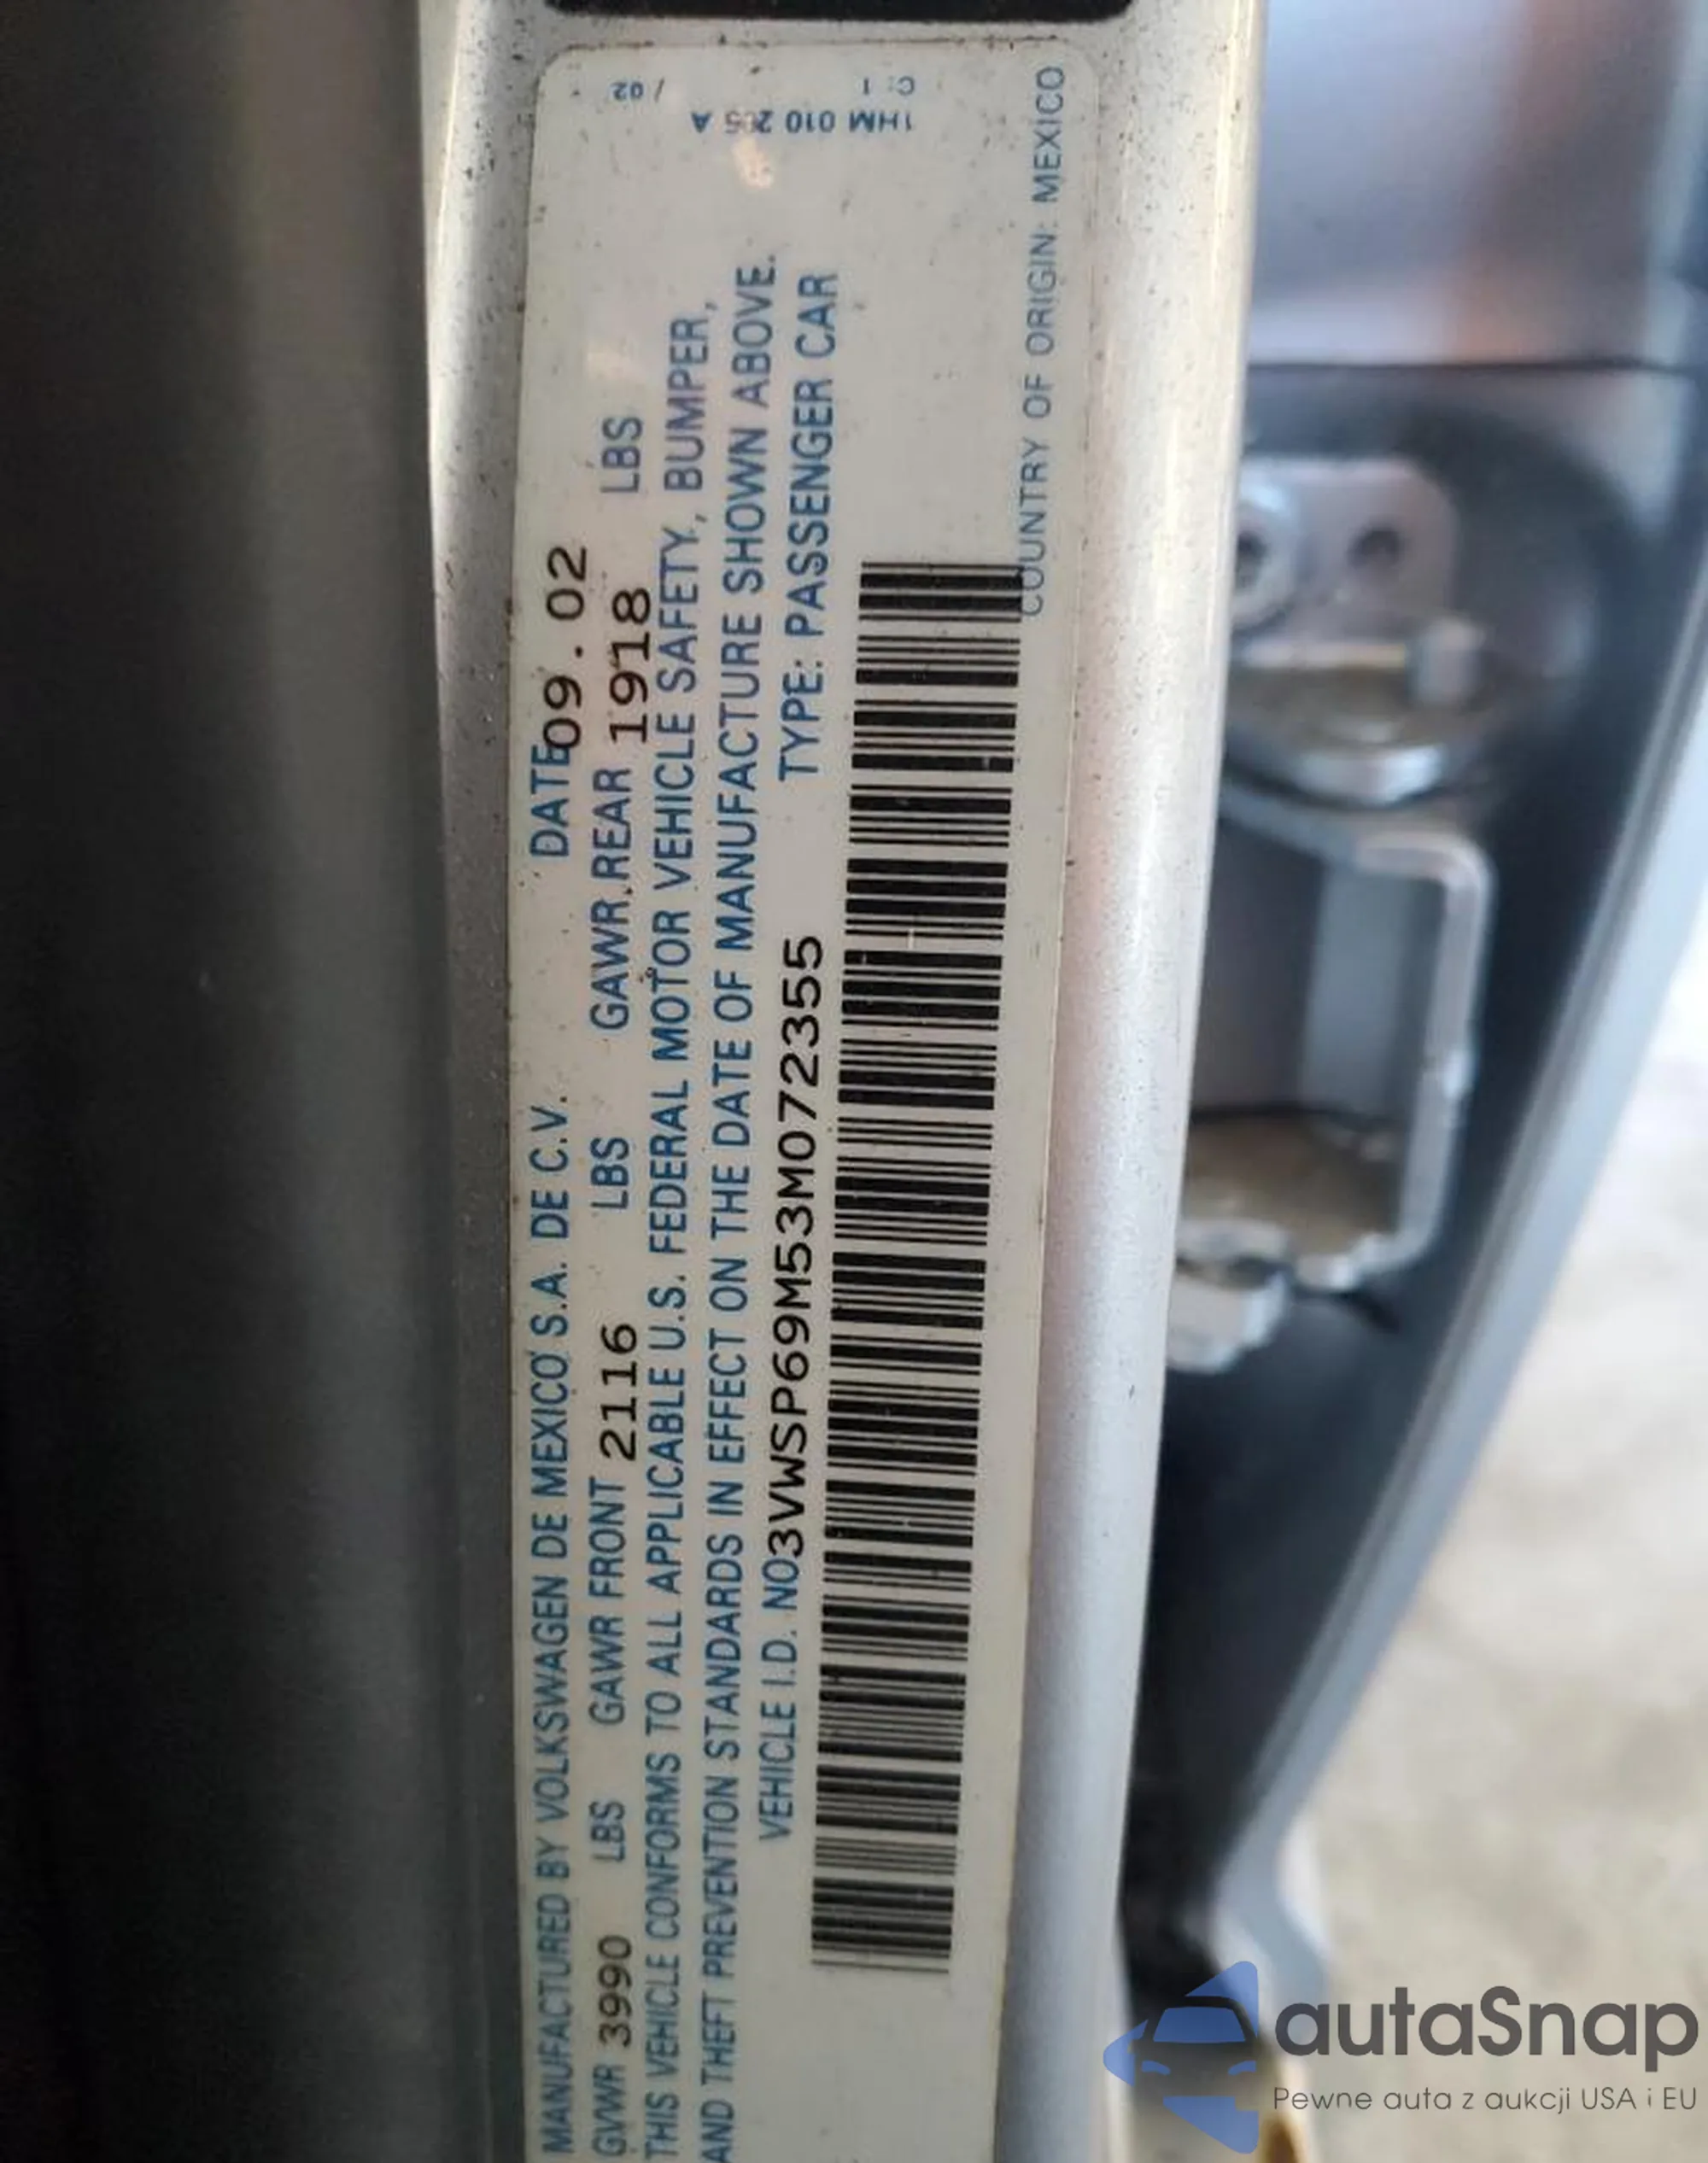 MANUFACTURED BY VOLKSWAGEN DE MEXICO S.A. DE C.V. DATE 09.02
GVWR 3990 LBS GAWR FRONT 2116 LBS GAWR.REAR 1918 LBS
THIS VEHICLE CONFORMS TO ALL APPLICABLE U.S. FEDERAL MOTOR VEHICLE SAFETY, BUMPER,
AND THEFT PREVENTION STANDARDS IN EFFECT ON THE DATE OF MANUFACTURE SHOWN ABOVE.
VEHICLE I.D. NO 3VWSP69M53M072355 TYPE: PASSENGER CAR
COUNTRY OF ORIGIN: MEXICO
1HM 010 205 A
C: 1 / 02
autaSnap
Pewne auta z aukcji USA i EU